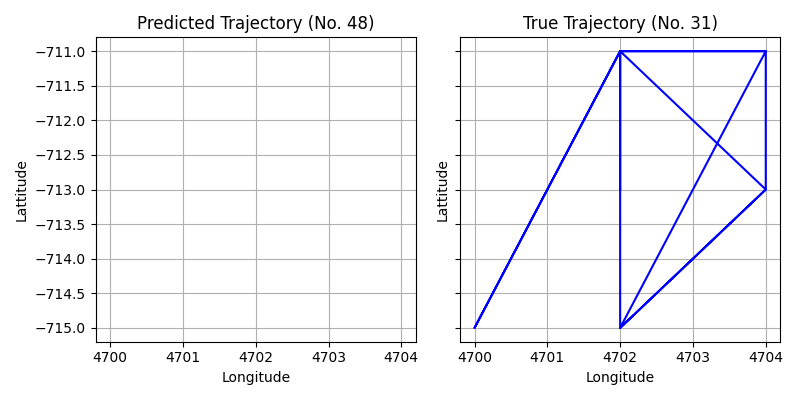 Predicted Trajectory (No. 48)
True Trajectory (No. 31)
Lattitude
−711.0
−711.5
−712.0
−712.5
−713.0
−713.5
−714.0
−714.5
−715.0
4700 4701 4702 4703 4704
Longitude
Lattitude
4700 4701 4702 4703 4704
Longitude